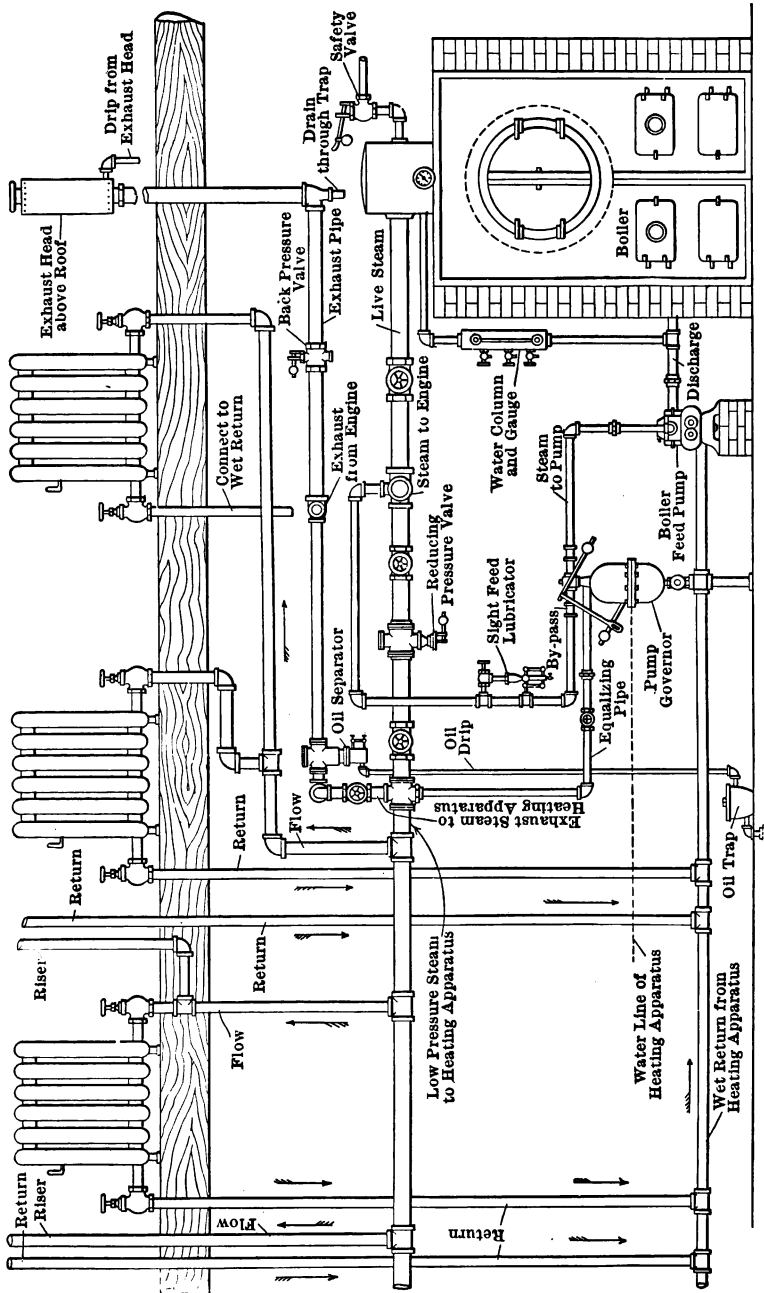 Drip from
Exhaust Head
Exhaust Head
above Roof
Safety
Valve
Drain
through Trap
Back Pressure
Valve
Exhaust Pipe
Live Steam
Boiler
Connect to
Wet Return
Exhaust
from Engine
Steam to Engine
Water Column
and Gauge
Discharge
Steam
to Pump
Boiler
Feed Pump
Reducing
Pressure Valve
Sight Feed
Lubricator
By-pass
Pump
Governor
Equalizing
Pipe
Oil Separator
Oil
Drip
Oil Trap
Exhaust Steam to
Heating Apparatus
Flow
Return
Return
Return
Riser
Flow
Low Pressure Steam
to Heating Apparatus
Water Line of
Heating Apparatus
Wet Return from
Heating Apparatus
Return
Riser
Flow
Return